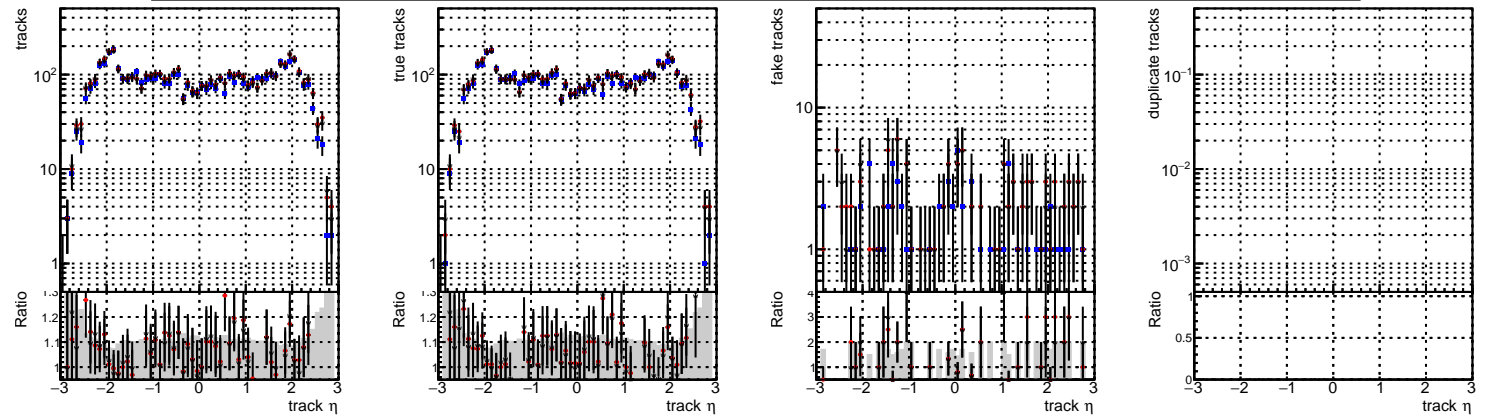 tracks
10²
10
1
Ratio
1.3
1.2
1.1
1
−3 −2 −1 0 1 2 3
track η
true tracks
10²
10
1
Ratio
1.3
1.2
1.1
1
−3 −2 −1 0 1 2 3
track η
fake tracks
10
1
Ratio
4
3
2
1
−3 −2 −1 0 1 2 3
track η
duplicate tracks
10⁻¹
10⁻²
10⁻³
Ratio
1
0.5
0
−3 −2 −1 0 1 2 3
track η